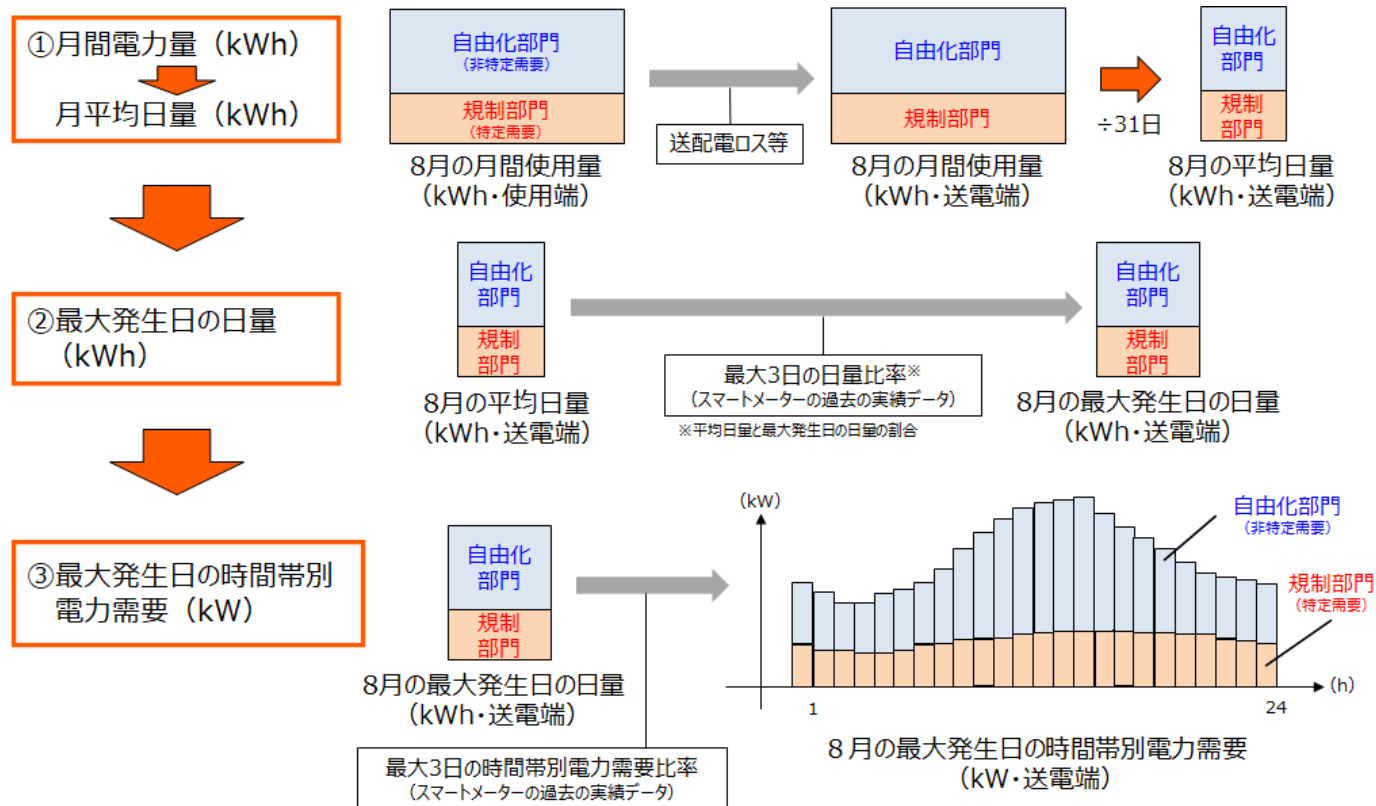 ①月間電力量（kWh）
月平均日量（kWh）
自由化部門
（非特定需要）
規制部門
（特定需要）
8月の月間使用量
（kWh・使用端）
送配電ロス等
自由化部門
規制部門
8月の月間使用量
（kWh・送電端）
÷31日
自由化
部門
規制
部門
8月の平均日量
（kWh・送電端）
②最大発生日の日量
（kWh）
自由化
部門
規制
部門
8月の平均日量
（kWh・送電端）
最大3日の日量比率※
（スマートメーターの過去の実績データ）
※平均日量と最大発生日の日量の割合
自由化
部門
規制
部門
8月の最大発生日の日量
（kWh・送電端）
③最大発生日の時間帯別
電力需要（kW）
自由化
部門
規制
部門
8月の最大発生日の日量
（kWh・送電端）
最大3日の時間帯別電力需要比率
（スマートメーターの過去の実績データ）
（kW）
自由化部門
（非特定需要）
規制部門
（特定需要）
（h）
1
24
８月の最大発生日の時間帯別電力需要
（kW・送電端）